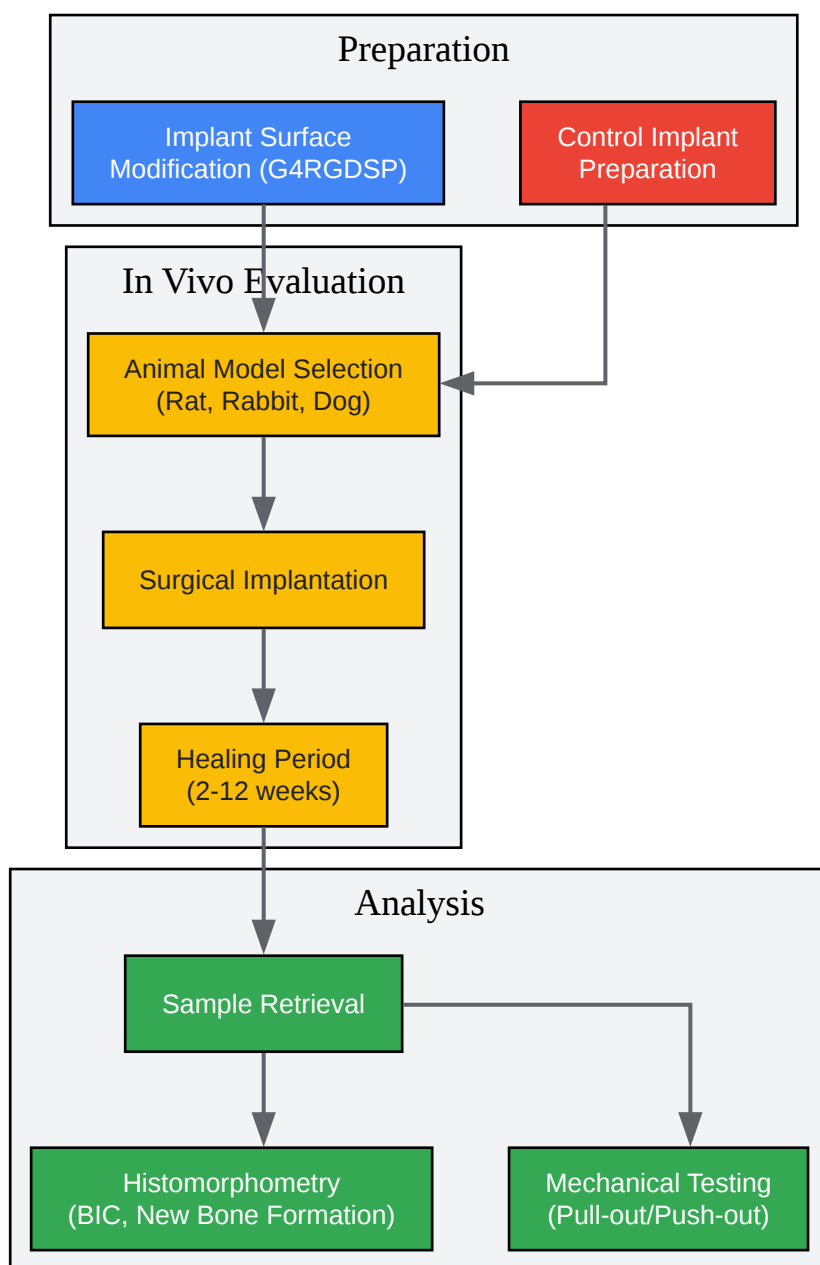 Preparation
Implant Surface
Modification (G4RGDSP)
Control Implant
Preparation
In Vivo Evaluation
Animal Model Selection
(Rat, Rabbit, Dog)
Surgical Implantation
Healing Period
(2-12 weeks)
Analysis
Sample Retrieval
Histomorphometry
(BIC, New Bone Formation)
Mechanical Testing
(Pull-out/Push-out)